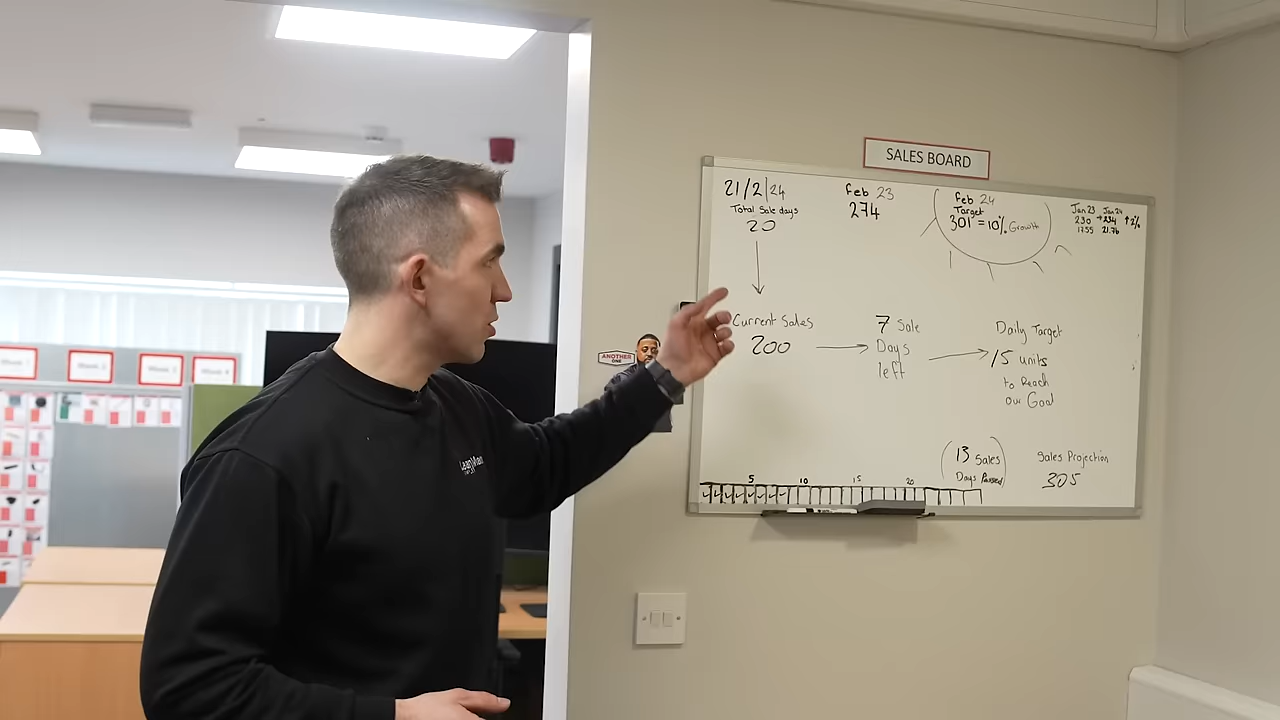 SALES BOARD
21/2/24
Total Sale days
20
Feb 23
274
Feb 24
Target
301 = 10% Growth
Jan 23 Jan 24
230 → 234 ↑2%
17.55 21.76
Current Sales
200
7 Sale
Days
left
Daily Target
15 units
to Reach
our Goal
13 Sales
Days Passed
Sales Projection
305
5 10 15 20
ANOTHER
ONE